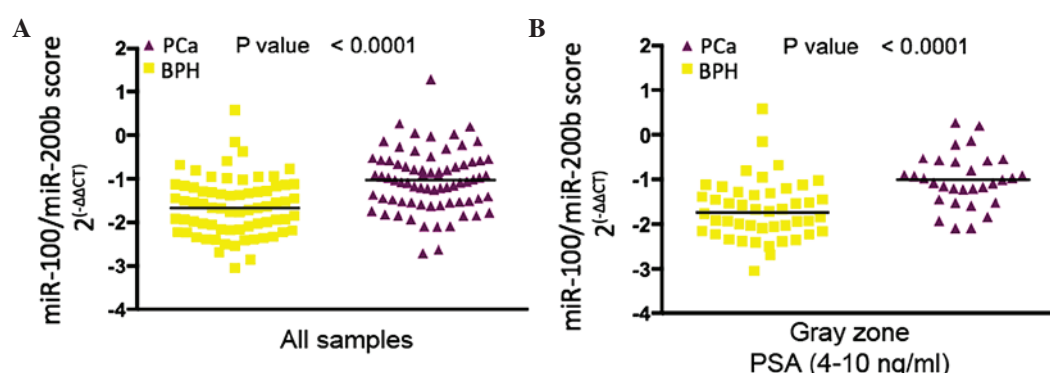 A
miR-100/miR-200b score
2(-ΔΔCT)
PCa
BPH
P value < 0.0001
2
1
0
-1
-2
-3
-4
All samples
B
miR-100/miR-200b score
2(-ΔΔCT)
PCa
BPH
P value < 0.0001
2
1
0
-1
-2
-3
-4
Gray zone
PSA (4-10 ng/ml)